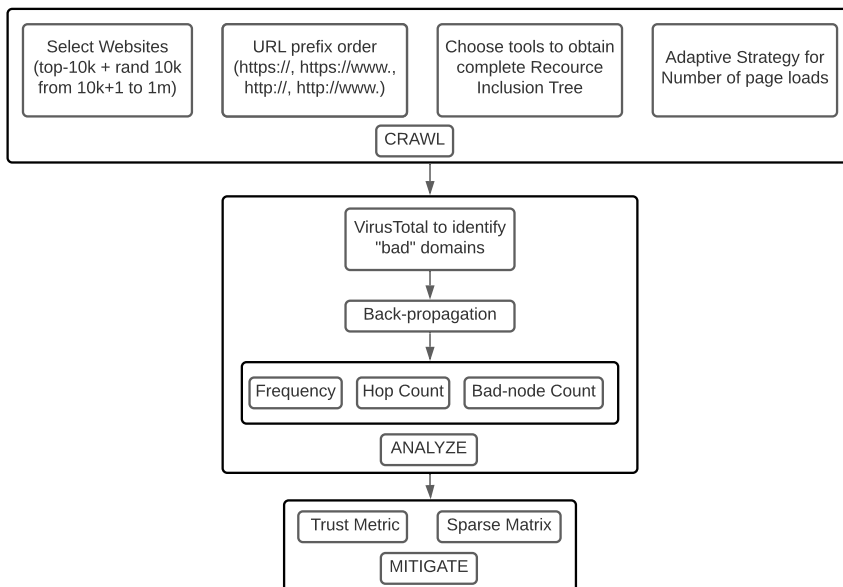 Select Websites
(top-10k + rand 10k
from 10k+1 to 1m)
URL prefix order
(https://, https://www.,
http://, http://www.)
Choose tools to obtain
complete Recource
Inclusion Tree
Adaptive Strategy for
Number of page loads
CRAWL
VirusTotal to identify
"bad" domains
Back-propagation
Frequency
Hop Count
Bad-node Count
ANALYZE
Trust Metric
Sparse Matrix
MITIGATE